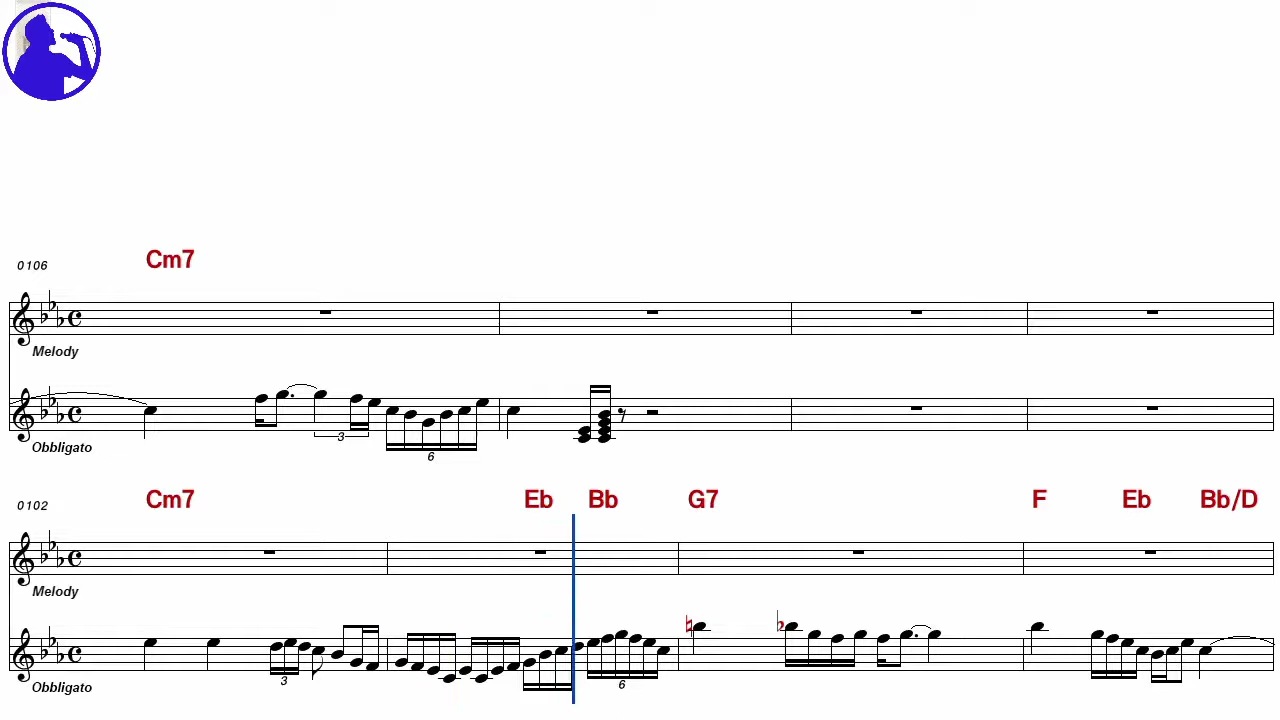 Cm7
0106
Melody
3
6
Obbligato
Cm7 Eb Bb G7 F Eb Bb/D
0102
Melody
3
6
Obbligato